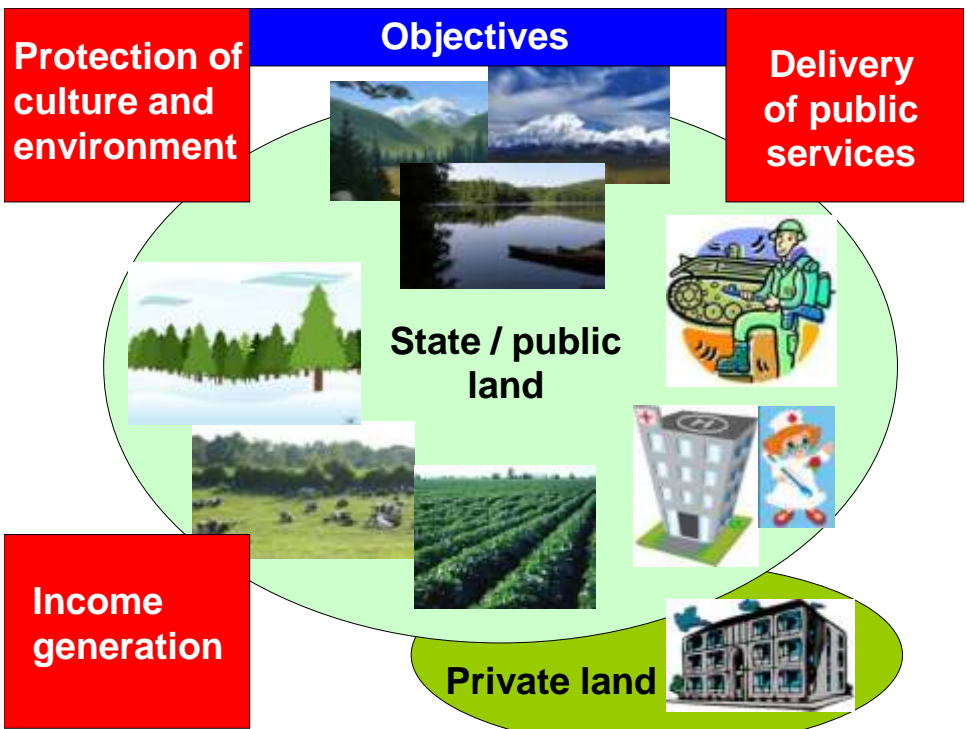 Objectives
Protection of
culture and
environment
Delivery
of public
services
State / public
land
H
Income
generation
Private land